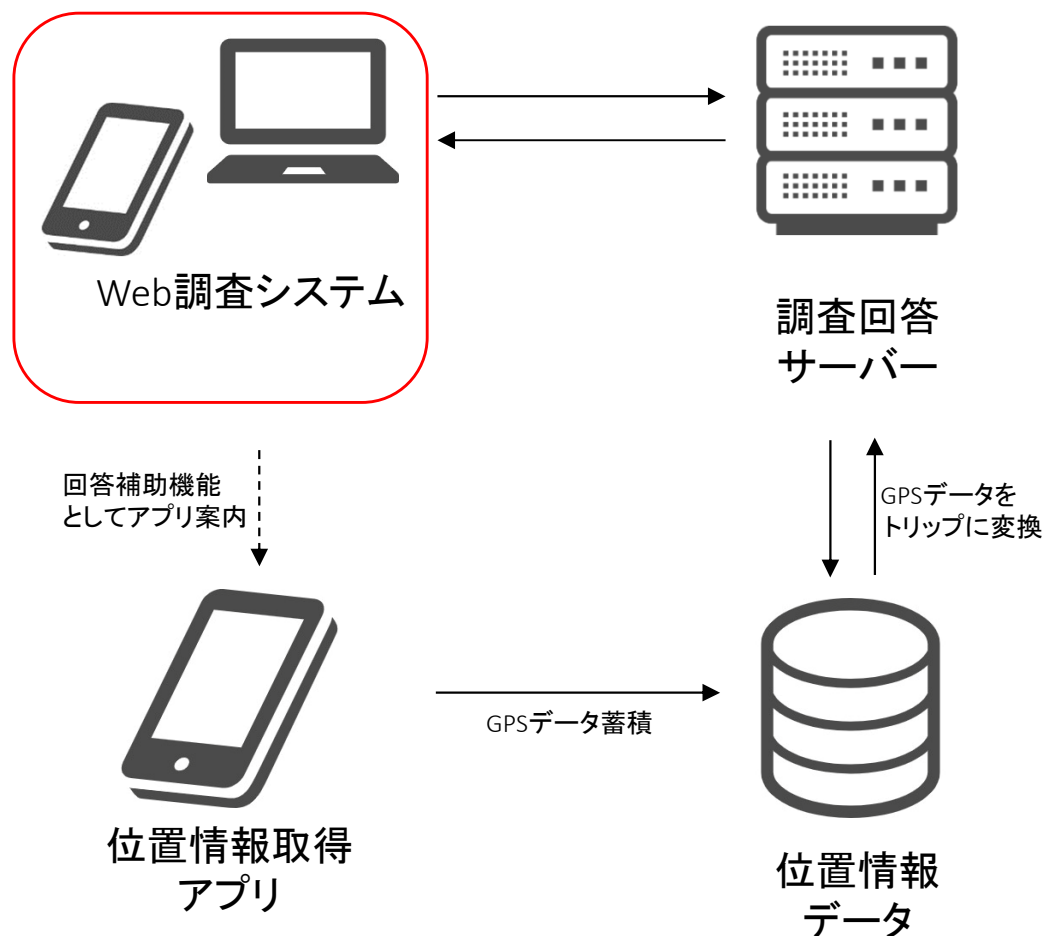 Web調査システム
調査回答
サーバー
回答補助機能
としてアプリ案内
GPSデータを
トリップに変換
GPSデータ蓄積
位置情報取得
アプリ
位置情報
データ